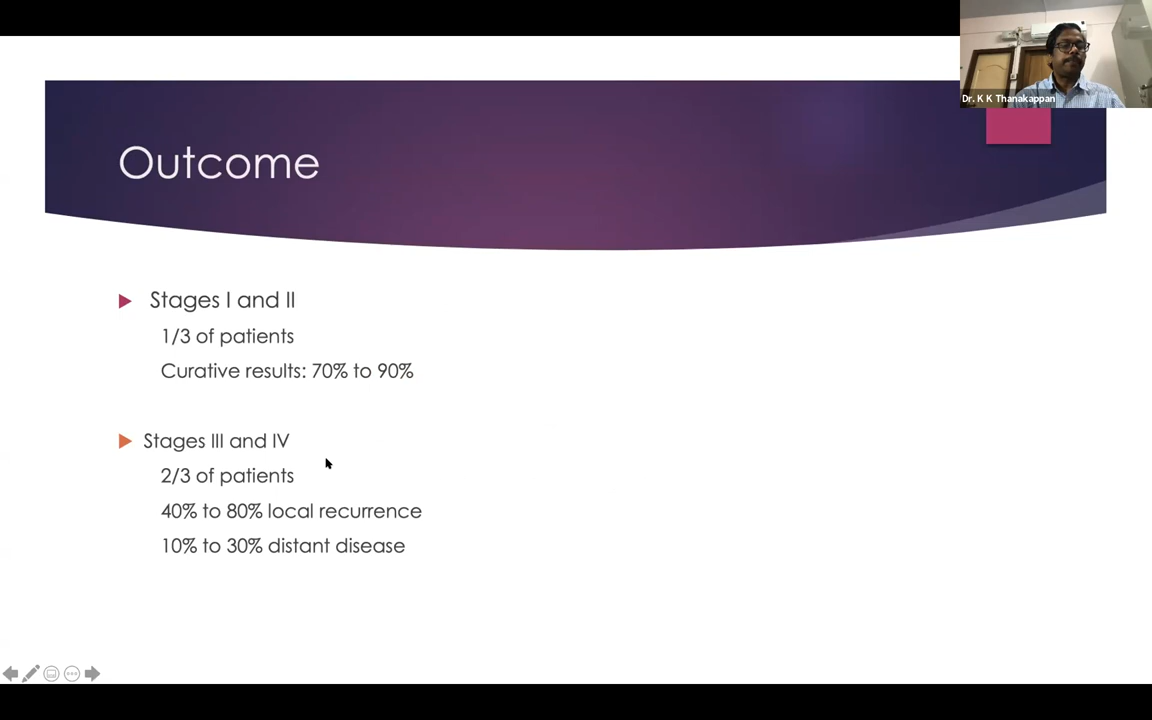 Dr. K K Thanakappan
Outcome
Stages I and II
1/3 of patients
Curative results: 70% to 90%
Stages III and IV
2/3 of patients
40% to 80% local recurrence
10% to 30% distant disease